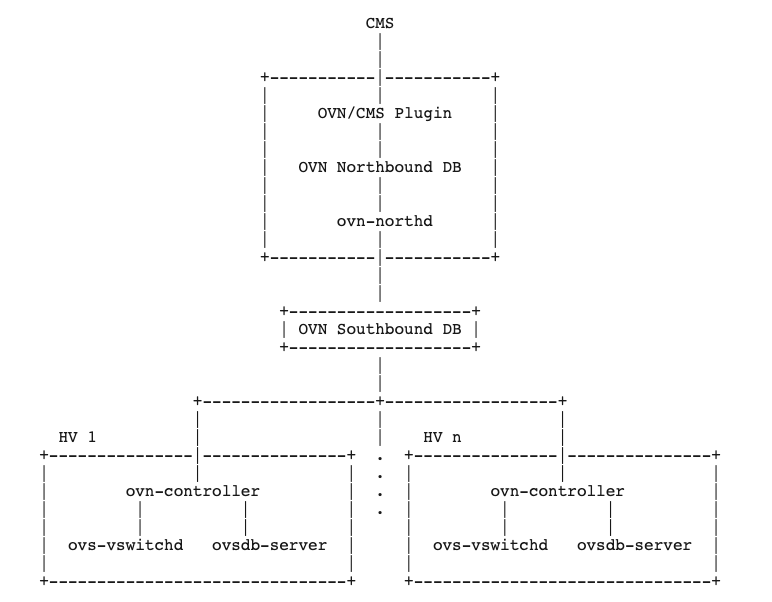 CMS
OVN/CMS Plugin
OVN Northbound DB
ovn-northd
OVN Southbound DB
HV 1
HV n
ovn-controller
ovn-controller
ovs-vswitchd ovsdb-server
ovs-vswitchd ovsdb-server